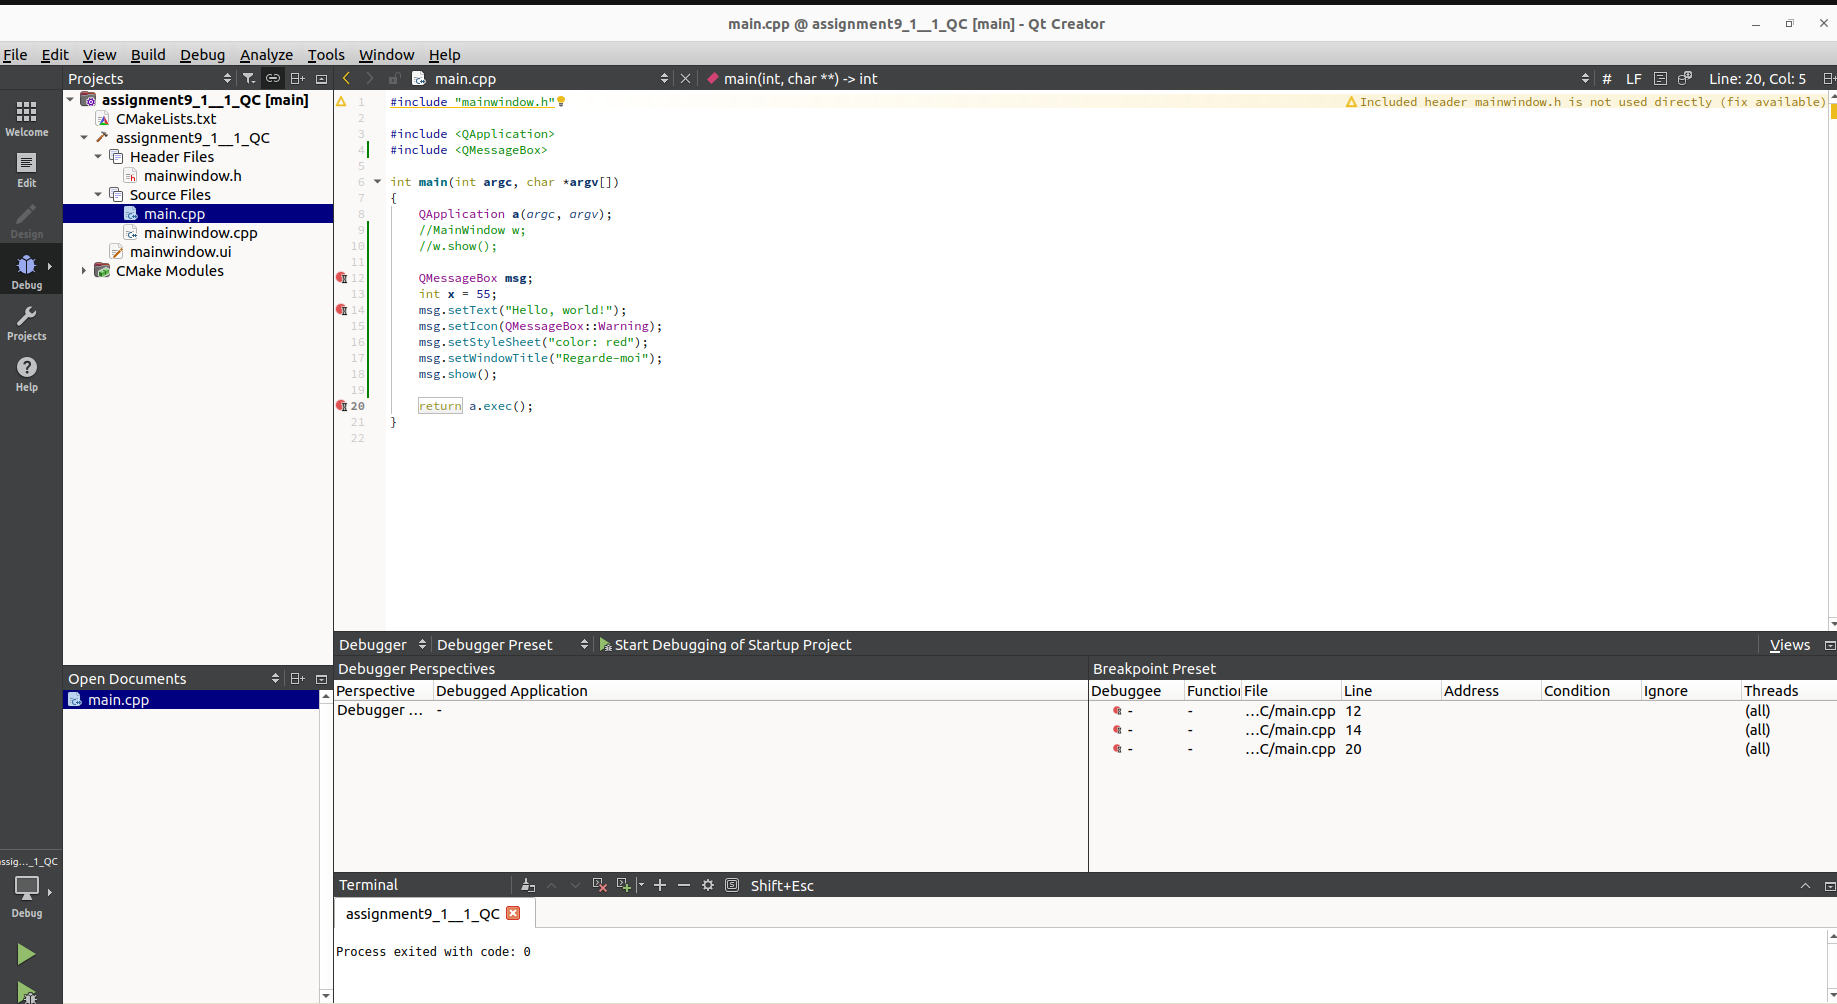 main.cpp @ assignment9_1__1_QC [main] - Qt Creator
File Edit View Build Debug Analyze Tools Window Help
Projects
main.cpp
main(int, char **) -> int
# LF Line: 20, Col: 5
Welcome
Edit
Design
Debug
Projects
Help
assignment9_1__1_QC [main]
CMakeLists.txt
assignment9_1__1_QC
Header Files
mainwindow.h
Source Files
main.cpp
mainwindow.cpp
mainwindow.ui
CMake Modules
1 #include "mainwindow.h" Included header mainwindow.h is not used directly (fix available)
2
3 #include <QApplication>
4 #include <QMessageBox>
5
6 int main(int argc, char *argv[])
7 {
8 QApplication a(argc, argv);
9 //MainWindow w;
10 //w.show();
11
12 QMessageBox msg;
13 int x = 55;
14 msg.setText("Hello, world!");
15 msg.setIcon(QMessageBox::Warning);
16 msg.setStyleSheet("color: red");
17 msg.setWindowTitle("Regarde-moi");
18 msg.show();
19
20 return a.exec();
21 }
22
Debugger Debugger Preset Start Debugging of Startup Project Views
Debugger Perspectives
Perspective Debugged Application
Debugger ... -
Breakpoint Preset
Debuggee Function File Line Address Condition Ignore Threads
- - ...C/main.cpp 12 (all)
- - ...C/main.cpp 14 (all)
- - ...C/main.cpp 20 (all)
Open Documents
main.cpp
ssig..._1_QC
Debug
Terminal Shift+Esc
assignment9_1__1_QC
Process exited with code: 0